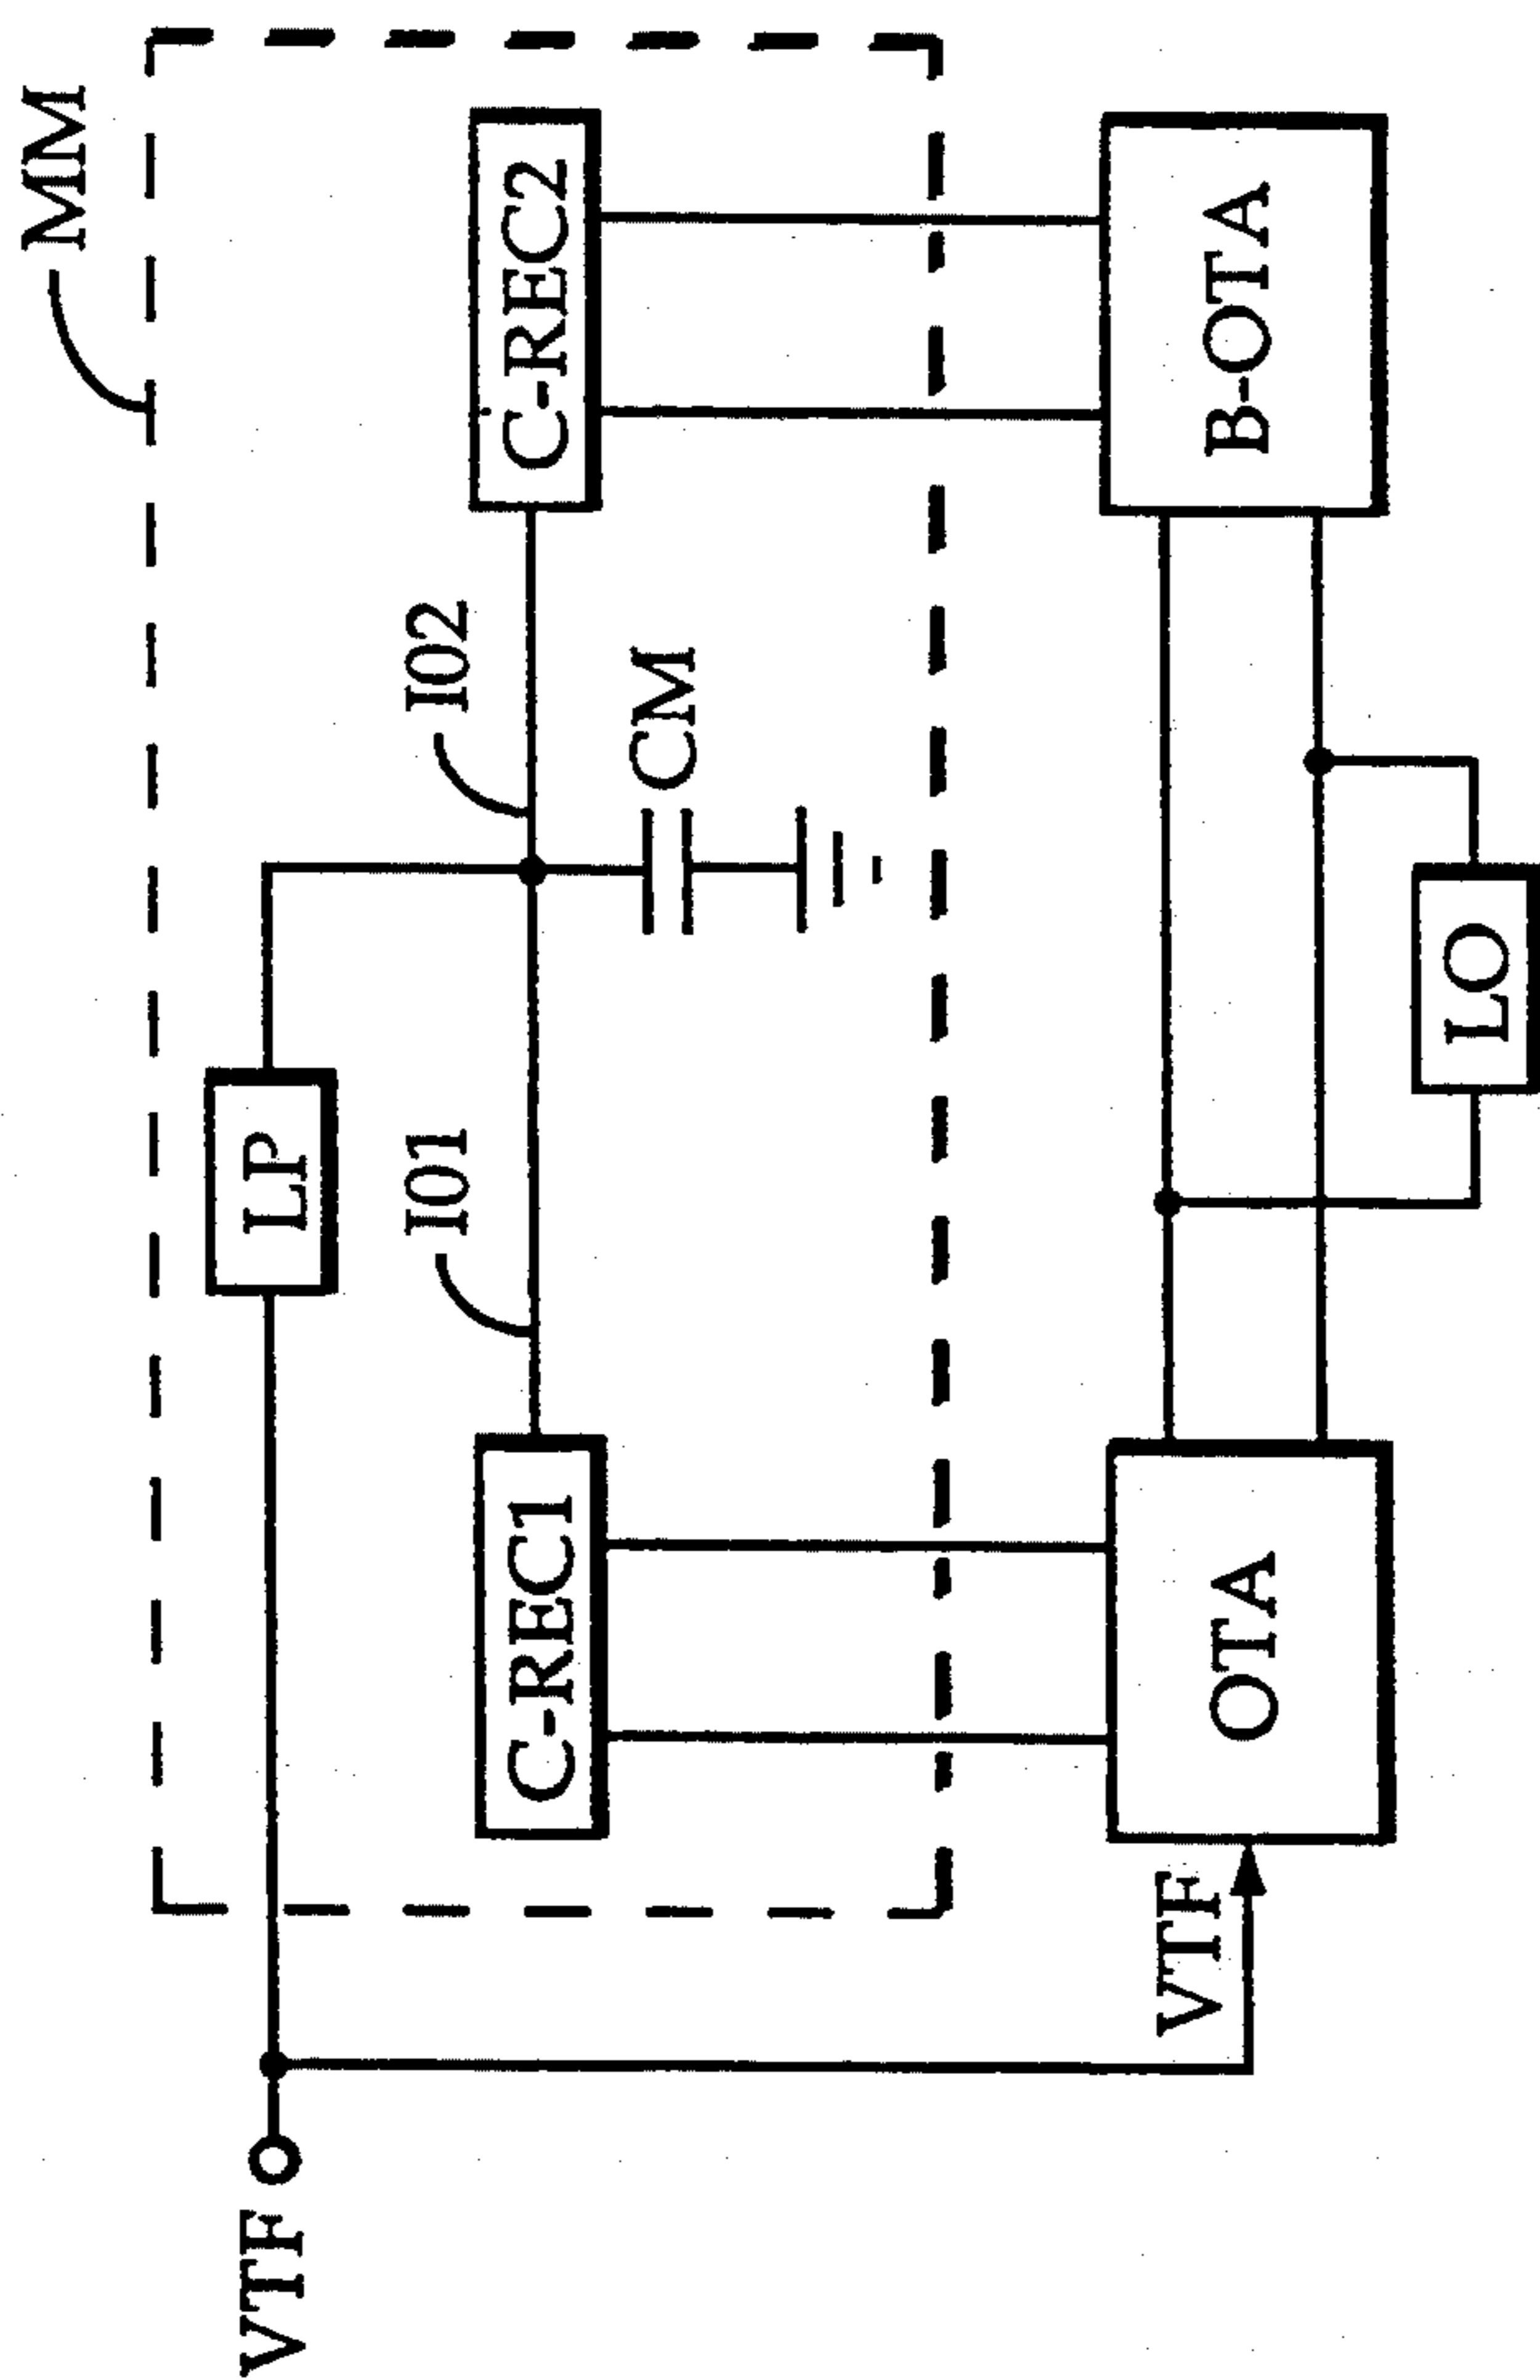 MM
LP
I01
I02
CM
C-REC1
C-REC2
VTF
VTF
OTA
B-OTA
LO